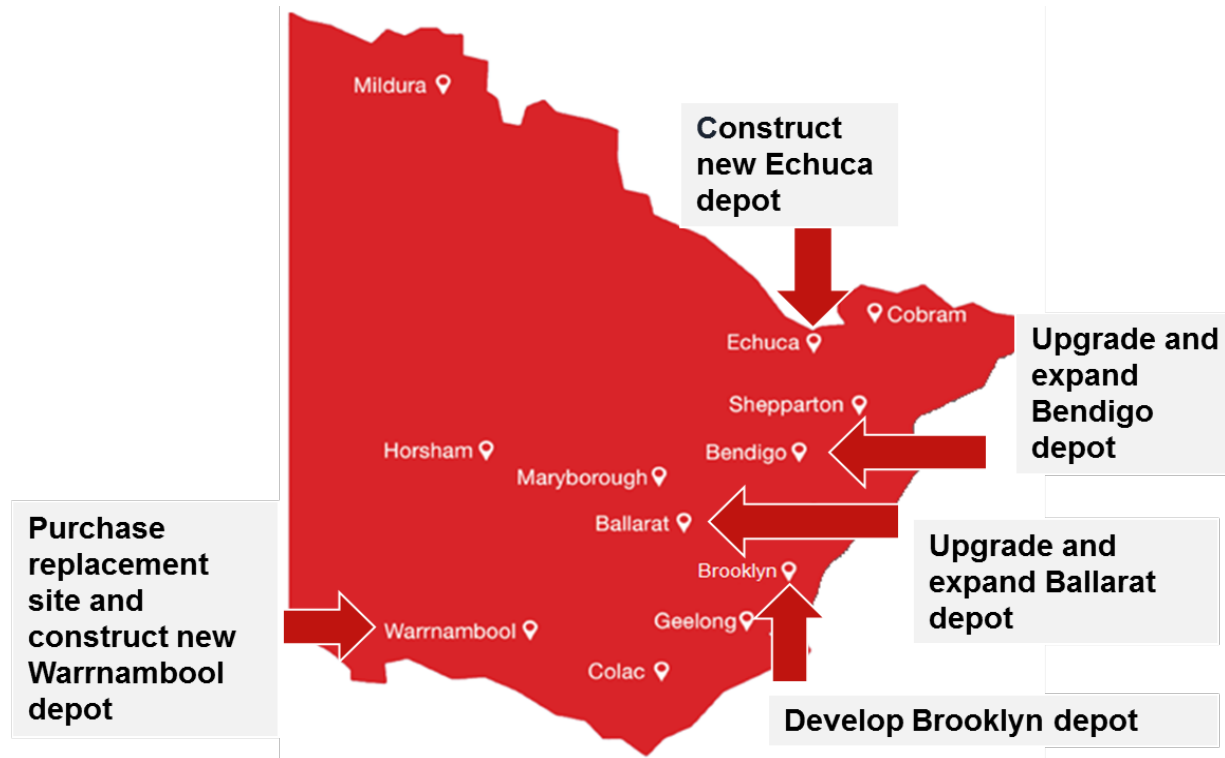 Mildura
Construct
new Echuca
depot
Cobram
Echuca
Upgrade and
expand
Bendigo
depot
Shepparton
Horsham
Bendigo
Maryborough
Purchase
replacement
site and
construct new
Warrnambool
depot
Ballarat
Upgrade and
expand Ballarat
depot
Brooklyn
Geelong
Warrnambool
Colac
Develop Brooklyn depot